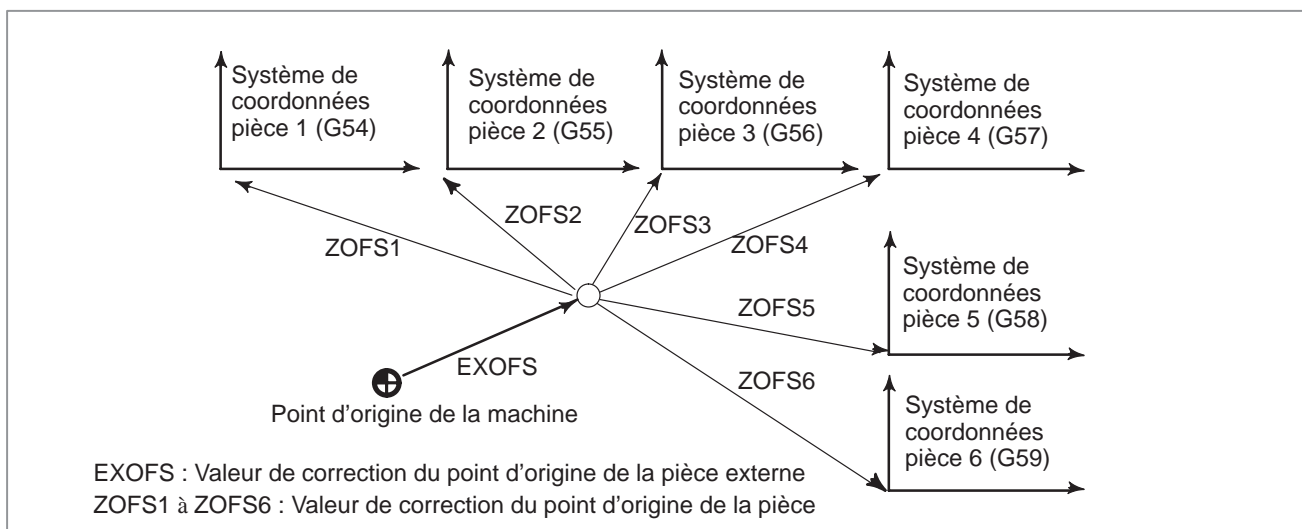 Système de
coordonnées
pièce 1 (G54)
Système de
coordonnées
pièce 2 (G55)
Système de
coordonnées
pièce 3 (G56)
Système de
coordonnées
pièce 4 (G57)
ZOFS1
ZOFS2
ZOFS3
ZOFS4
Système de
coordonnées
pièce 5 (G58)
ZOFS5
EXOFS
ZOFS6
Point d'origine de la machine
Système de
coordonnées
pièce 6 (G59)
EXOFS : Valeur de correction du point d'origine de la pièce externe
ZOFS1 à ZOFS6 : Valeur de correction du point d'origine de la pièce